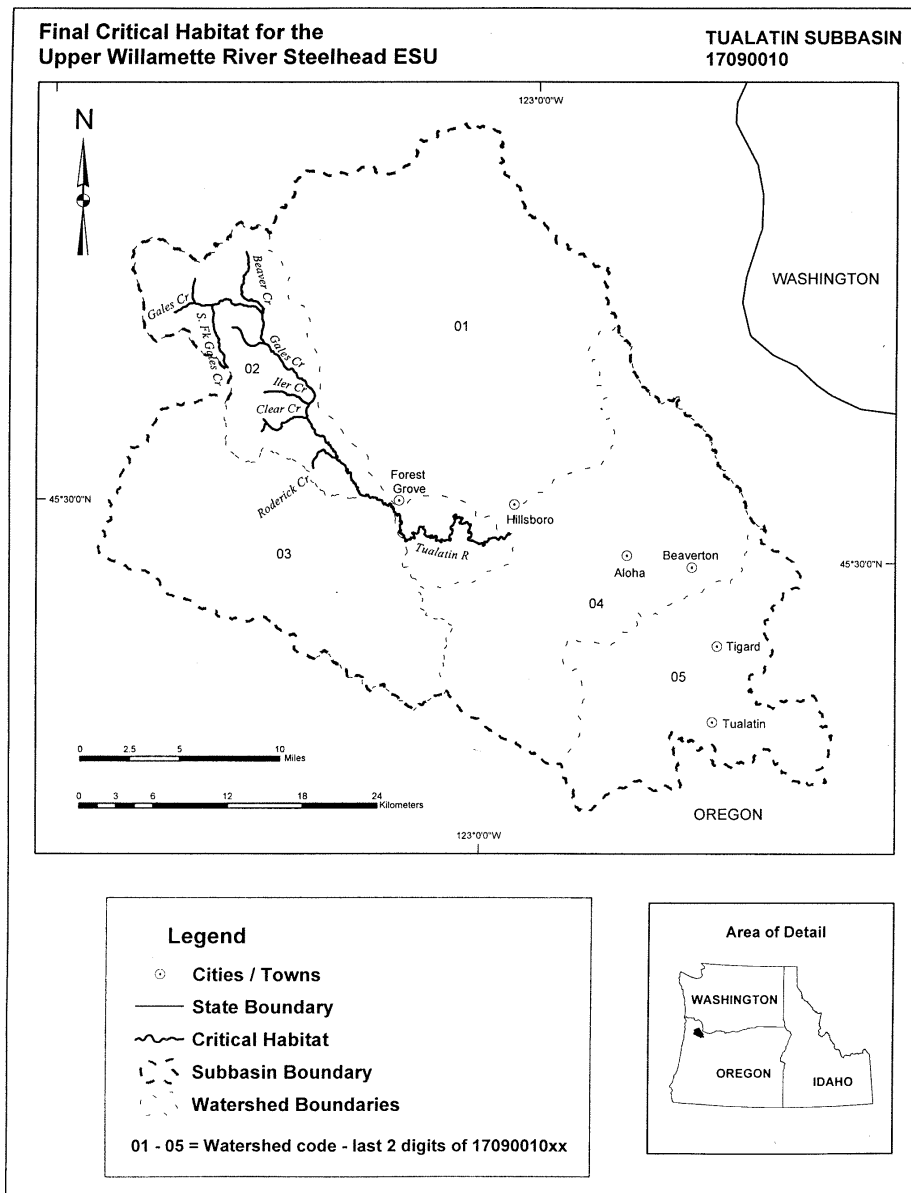 Final Critical Habitat for the
Upper Willamette River Steelhead ESU
TUALATIN SUBBASIN
17090010
123°0'0"W
N
WASHINGTON
Beaver Cr
Gales Cr
S. Fk Gales Cr
01
02
Gales Cr
Iler Cr
Clear Cr
Roderick Cr
Forest
Grove
45°30'0"N
Hillsboro
Tualatin R
03
Aloha
Beaverton
45°30'0"N
04
Tigard
05
Tualatin
0 2.5 5 10
Miles
0 3 6 12 18 24
Kilometers
OREGON
123°0'0"W
Legend
Cities / Towns
State Boundary
Critical Habitat
Subbasin Boundary
Watershed Boundaries
01 - 05 = Watershed code - last 2 digits of 17090010xx
Area of Detail
WASHINGTON
OREGON
IDAHO